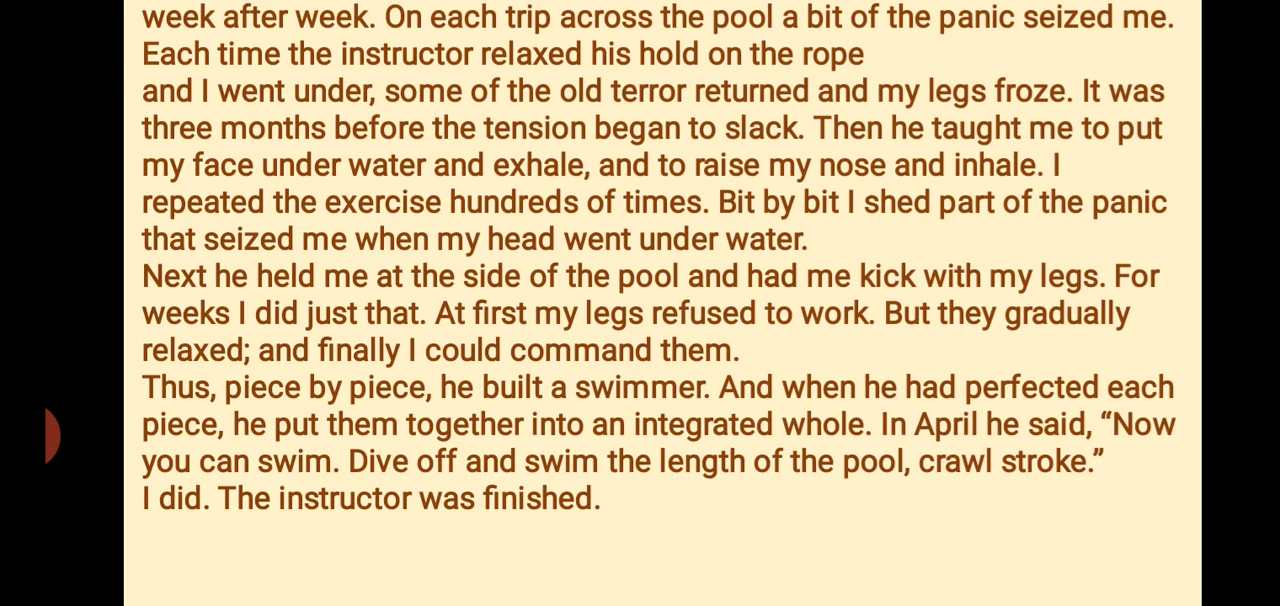 week after week. On each trip across the pool a bit of the panic seized me.
Each time the instructor relaxed his hold on the rope
and I went under, some of the old terror returned and my legs froze. It was
three months before the tension began to slack. Then he taught me to put
my face under water and exhale, and to raise my nose and inhale. I
repeated the exercise hundreds of times. Bit by bit I shed part of the panic
that seized me when my head went under water.
Next he held me at the side of the pool and had me kick with my legs. For
weeks I did just that. At first my legs refused to work. But they gradually
relaxed; and finally I could command them.
Thus, piece by piece, he built a swimmer. And when he had perfected each
piece, he put them together into an integrated whole. In April he said, “Now
you can swim. Dive off and swim the length of the pool, crawl stroke.”
I did. The instructor was finished.